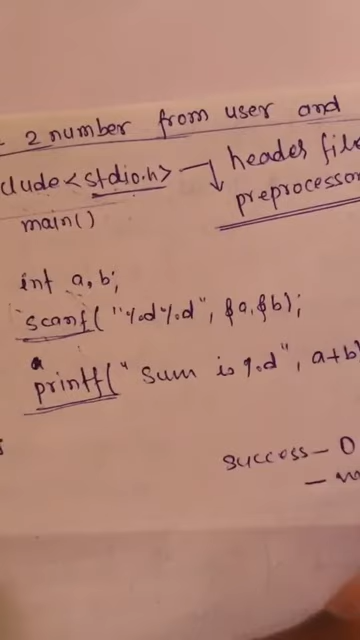 2 number from user and
clude<stdio.h> → header file
preprocessor
main()
int a, b;
scanf( "%d%d", &a, &b);
printf(" Sum is %d", a+b)
success - 0
-